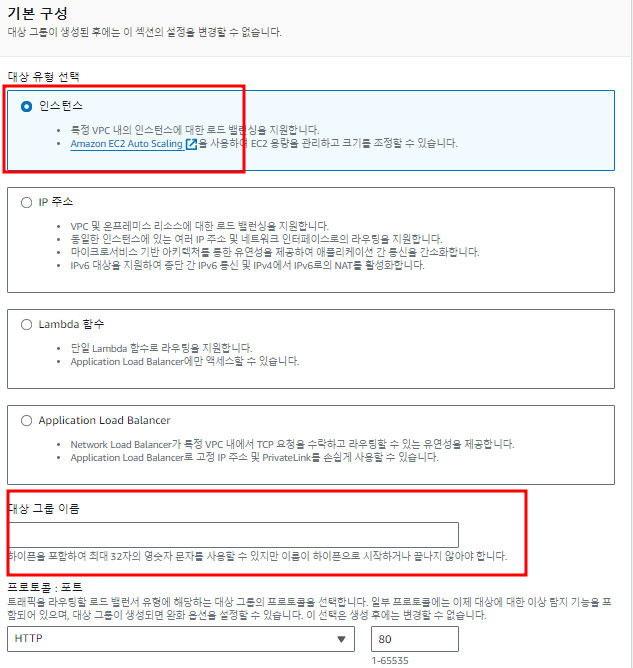 기본 구성
대상 그룹이 생성된 후에는 이 섹션의 설정을 변경할 수 없습니다.
대상 유형 선택
인스턴스
특정 VPC 내의 인스턴스에 대한 로드 밸런싱을 지원합니다.
Amazon EC2 Auto Scaling 을 사용하여 EC2 용량을 관리하고 크기를 조정할 수 있습니다.
IP 주소
VPC 및 온프레미스 리소스에 대한 로드 밸런싱을 지원합니다.
동일한 인스턴스에 있는 여러 IP 주소 및 네트워크 인터페이스로의 라우팅을 지원합니다.
마이크로서비스 기반 아키텍처를 통한 유연성을 제공하여 애플리케이션 간 통신을 간소화합니다.
IPv6 대상을 지원하여 종단 간 IPv6 통신 및 IPv4에서 IPv6로의 NAT를 활성화합니다.
Lambda 함수
단일 Lambda 함수로 라우팅을 지원합니다.
Application Load Balancer에만 액세스할 수 있습니다.
Application Load Balancer
Network Load Balancer가 특정 VPC 내에서 TCP 요청을 수락하고 라우팅할 수 있는 유연성을 제공합니다.
Application Load Balancer로 고정 IP 주소 및 PrivateLink를 손쉽게 사용할 수 있습니다.
대상 그룹 이름
하이픈을 포함하여 최대 32자의 영숫자 문자를 사용할 수 있지만 이름이 하이픈으로 시작하거나 끝나지 않아야 합니다.
프로토콜 : 포트
트래픽을 라우팅할 로드 밸런서 유형에 해당하는 대상 그룹의 프로토콜을 선택합니다. 일부 프로토콜에는 이제 대상에 대한 이상 탐지 기능을 포
함되어 있으며, 대상 그룹이 생성되면 완화 옵션을 설정할 수 있습니다. 이 선택은 생성 후에는 변경할 수 없습니다.
HTTP
80
1-65535